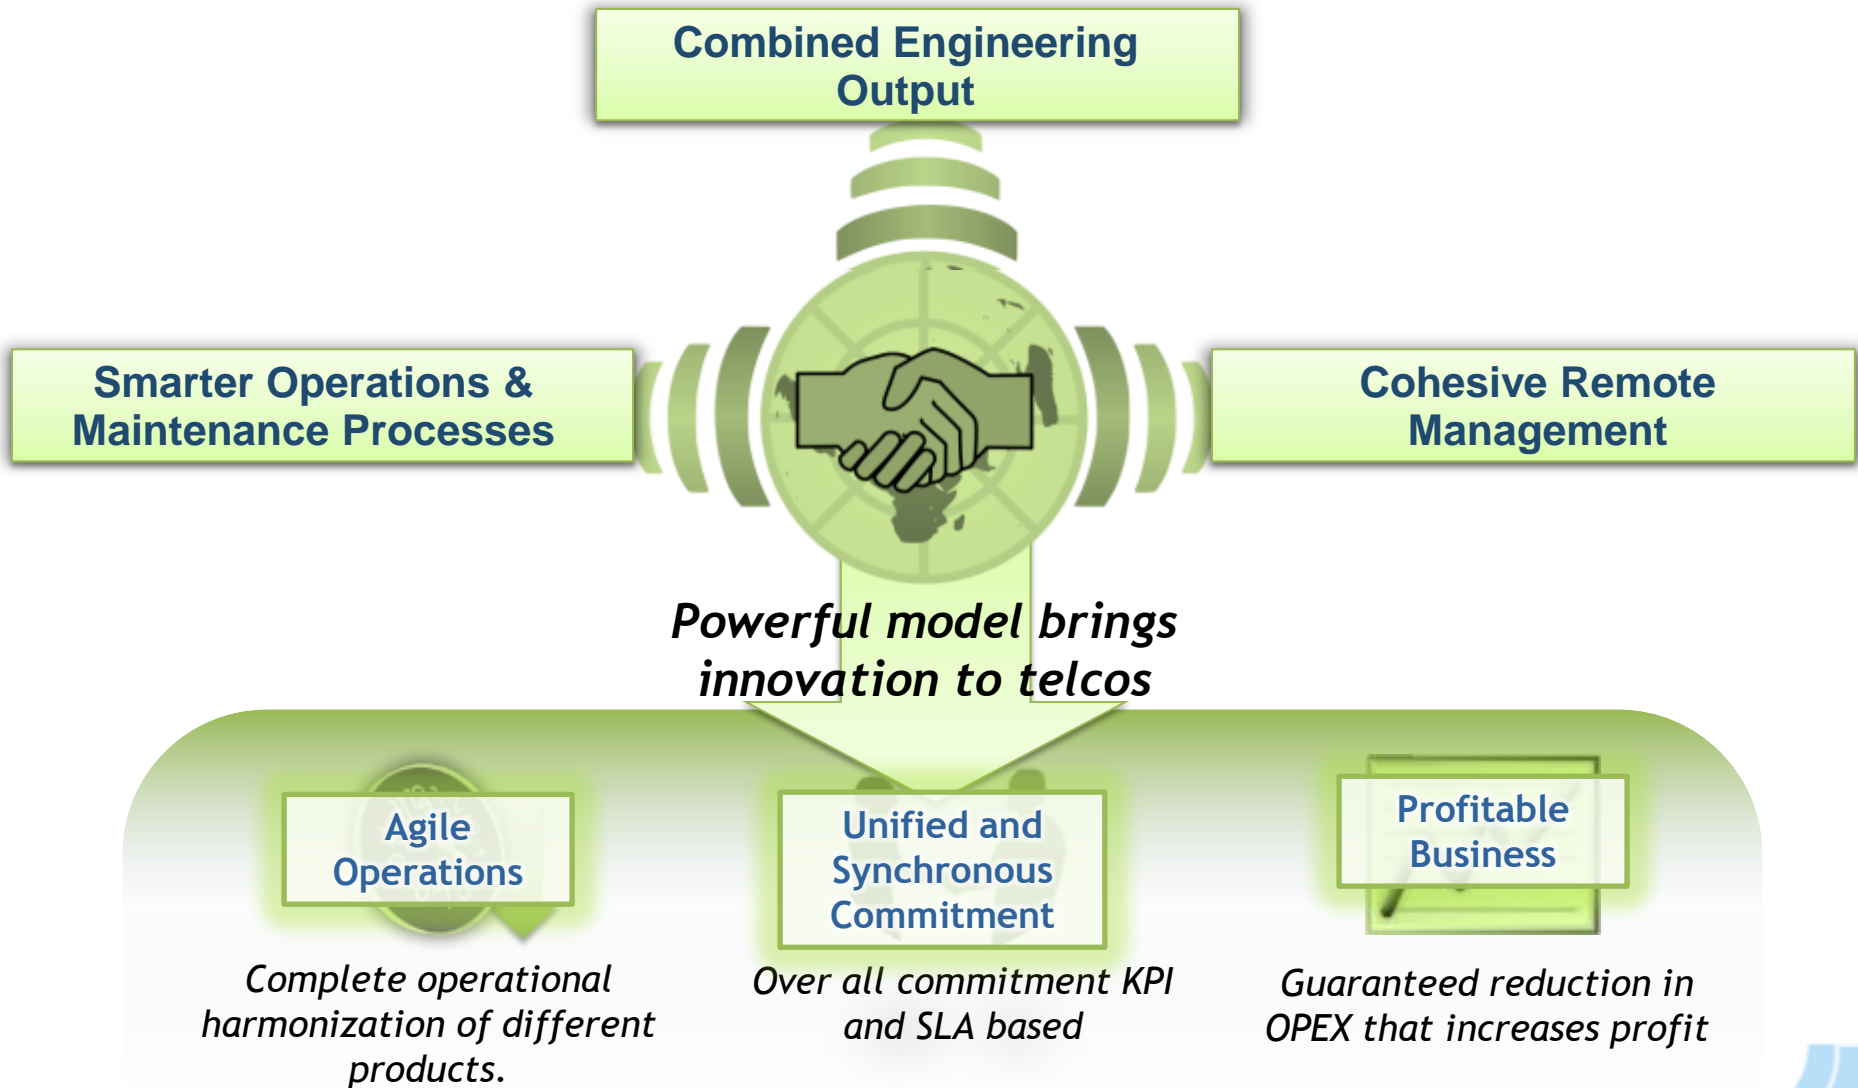 Combined Engineering
Output
Smarter Operations &
Maintenance Processes
Cohesive Remote
Management
Powerful model brings
innovation to telcos
Agile
Operations
Unified and
Synchronous
Commitment
Profitable
Business
Complete operational
harmonization of different
products.
Over all commitment KPI
and SLA based
Guaranteed reduction in
OPEX that increases profit